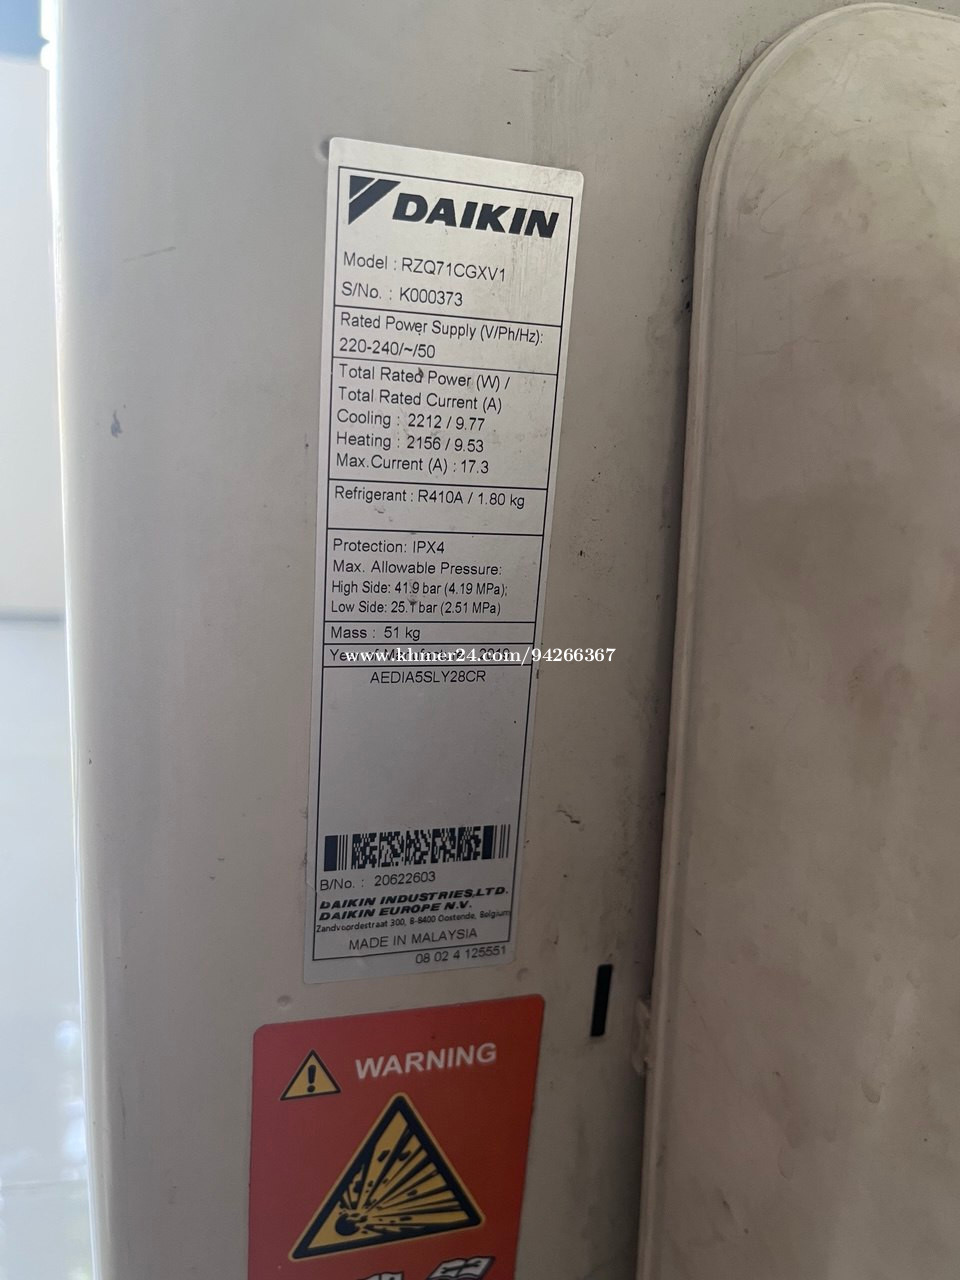 DAIKIN
Model : RZQ71CGXV1
S/No. : K000373
Rated Power Supply (V/Ph/Hz):
220-240/~/50
Total Rated Power (W) /
Total Rated Current (A)
Cooling : 2212 / 9.77
Heating : 2156 / 9.53
Max.Current (A) : 17.3
Refrigerant : R410A / 1.80 kg
Protection: IPX4
Max. Allowable Pressure:
High Side: 41.9 bar (4.19 MPa);
Low Side: 25.1 bar (2.51 MPa)
Mass : 51 kg
www.khmer24.com/94266367
AEDIA5SLY28CR
B/No. : 20622603
DAIKIN INDUSTRIES,LTD.
DAIKIN EUROPE N.V.
Zandvoordestraat 300, B-8400 Oostende, Belgium
MADE IN MALAYSIA
08 02 4 125551
WARNING